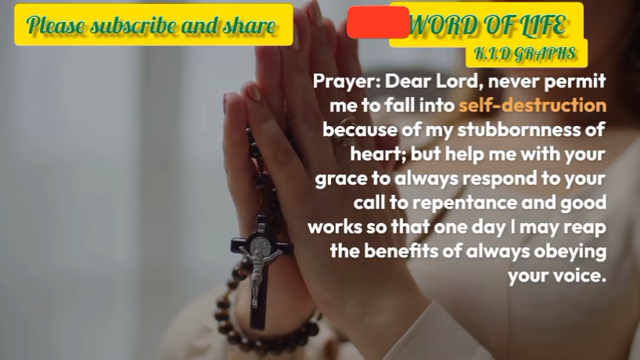 Please subscribe and share
WORD OF LIFE
K.I.D GRAPHS
Prayer: Dear Lord, never permit
me to fall into self-destruction
because of my stubbornness of
heart; but help me with your
grace to always respond to your
call to repentance and good
works so that one day I may reap
the benefits of always obeying
your voice.